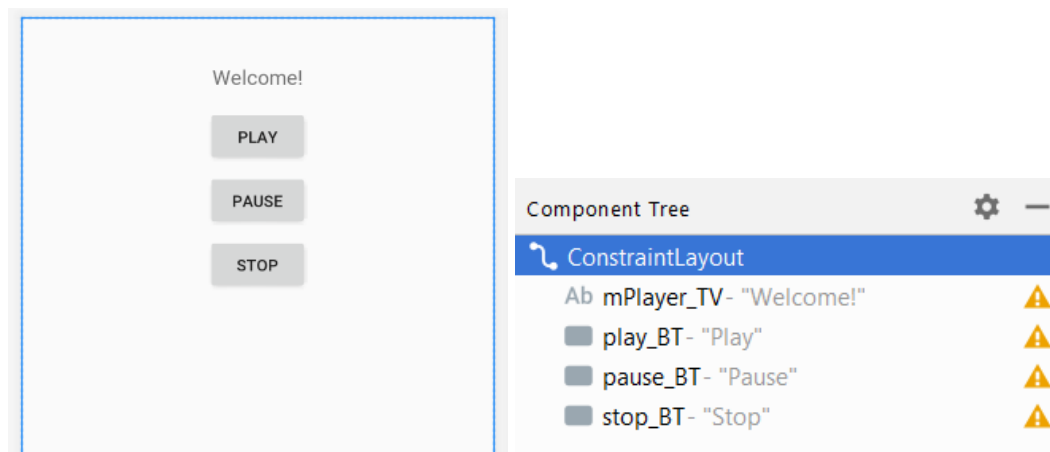 Welcome!
PLAY
PAUSE
STOP
Component Tree
ConstraintLayout
Ab mPlayer_TV- "Welcome!"
play_BT- "Play"
pause_BT- "Pause"
stop_BT- "Stop"